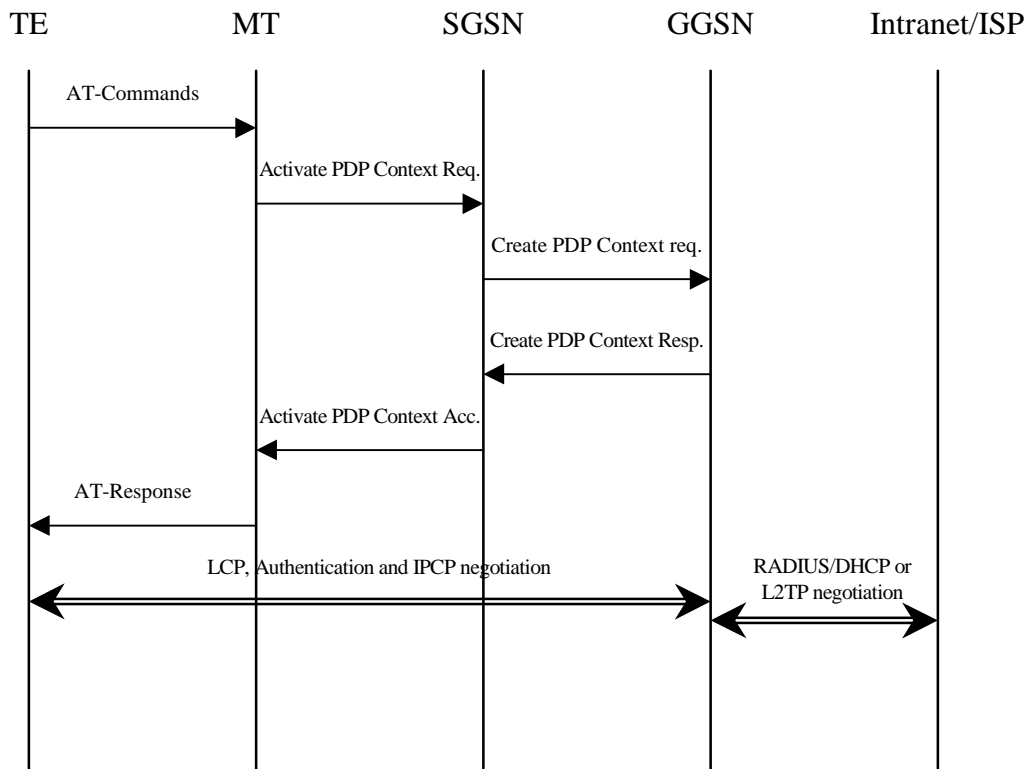 TE
MT
SGSN
GGSN
Intranet/ISP
AT-Commands
Activate PDP Context Req.
Create PDP Context req.
Create PDP Context Resp.
Activate PDP Context Acc.
AT-Response
LCP, Authentication and IPCP negotiation
RADIUS/DHCP or
L2TP negotiation